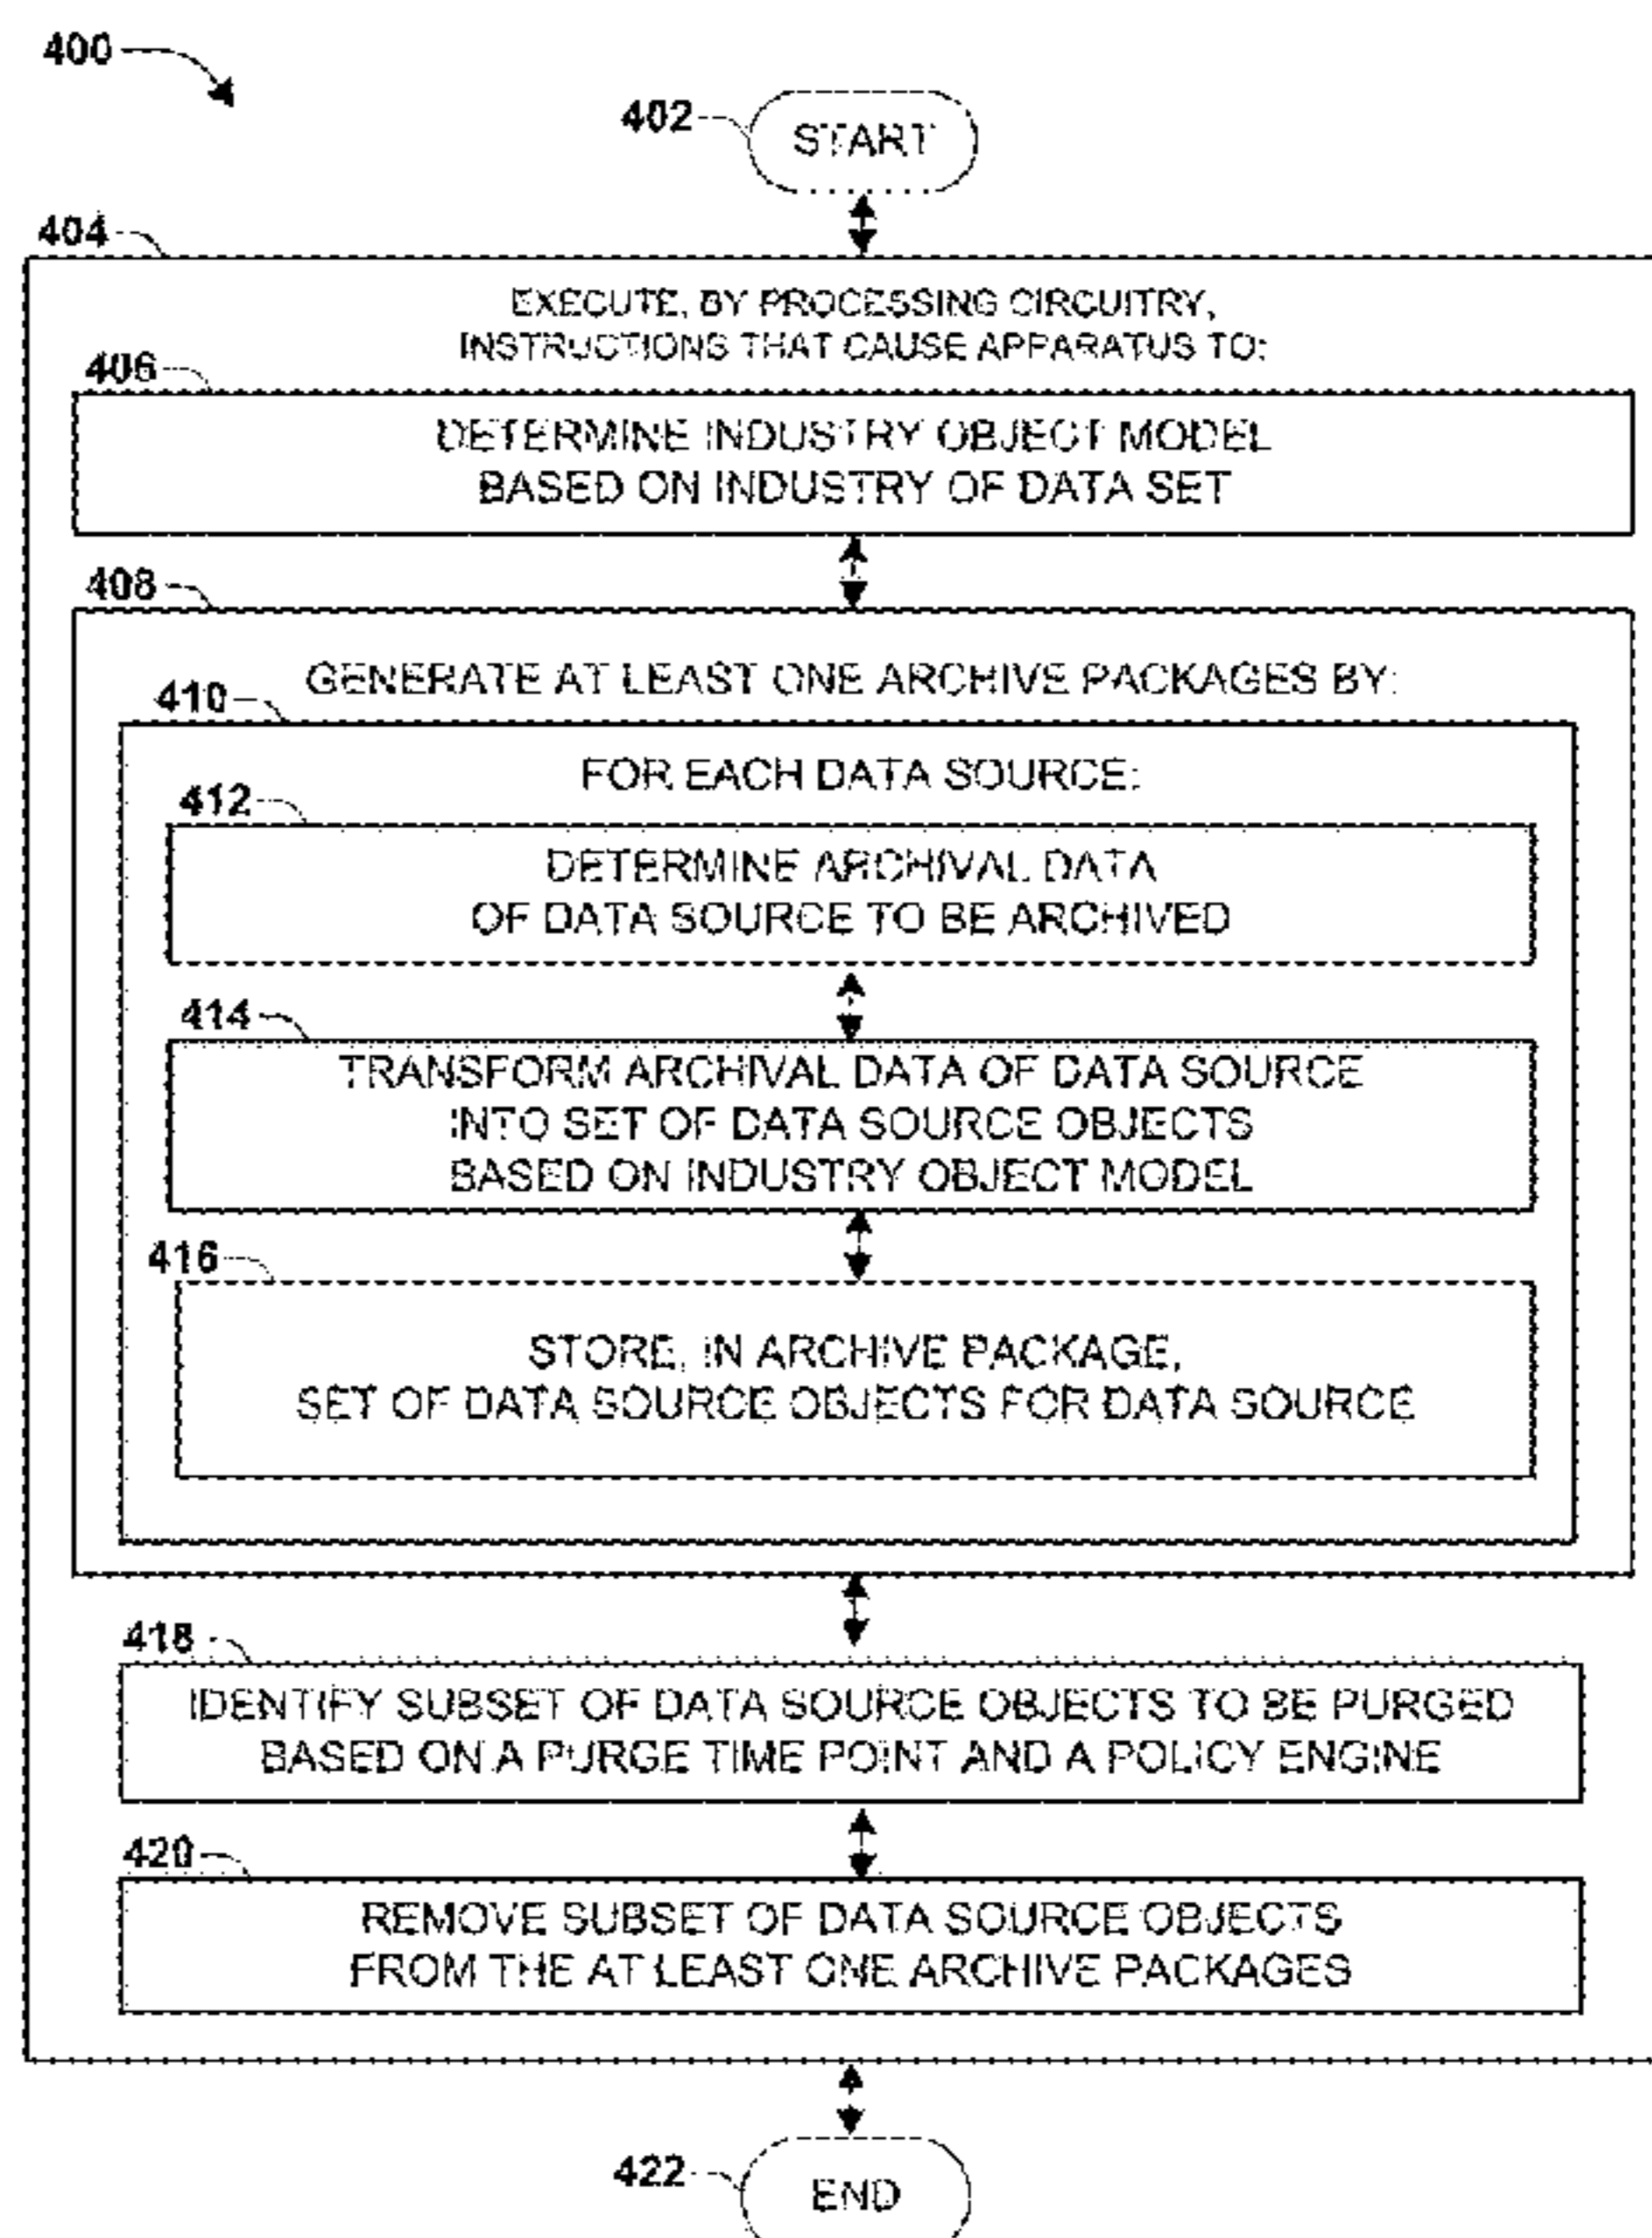 400
402
START
404
EXECUTE, BY PROCESSING CIRCUITRY,
INSTRUCTIONS THAT CAUSE APPARATUS TO:
406
DETERMINE INDUSTRY OBJECT MODEL
BASED ON INDUSTRY OF DATA SET
408
GENERATE AT LEAST ONE ARCHIVE PACKAGES BY:
410
FOR EACH DATA SOURCE:
412
DETERMINE ARCHIVAL DATA
OF DATA SOURCE TO BE ARCHIVED
414
TRANSFORM ARCHIVAL DATA OF DATA SOURCE
INTO SET OF DATA SOURCE OBJECTS
BASED ON INDUSTRY OBJECT MODEL
416
STORE, IN ARCHIVE PACKAGE,
SET OF DATA SOURCE OBJECTS FOR DATA SOURCE
418
IDENTIFY SUBSET OF DATA SOURCE OBJECTS TO BE PURGED
BASED ON A PURGE TIME POINT AND A POLICY ENGINE
420
REMOVE SUBSET OF DATA SOURCE OBJECTS
FROM THE AT LEAST ONE ARCHIVE PACKAGES
422
END